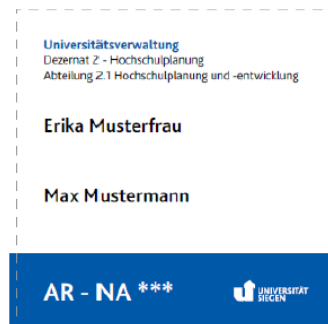 Universitätsverwaltung
Dezernat 2 - Hochschulplanung
Abteilung 2.1 Hochschulplanung und -entwicklung
Erika Musterfrau
Max Mustermann
AR - NA ***
UNIVERSITÄT
SIEGEN